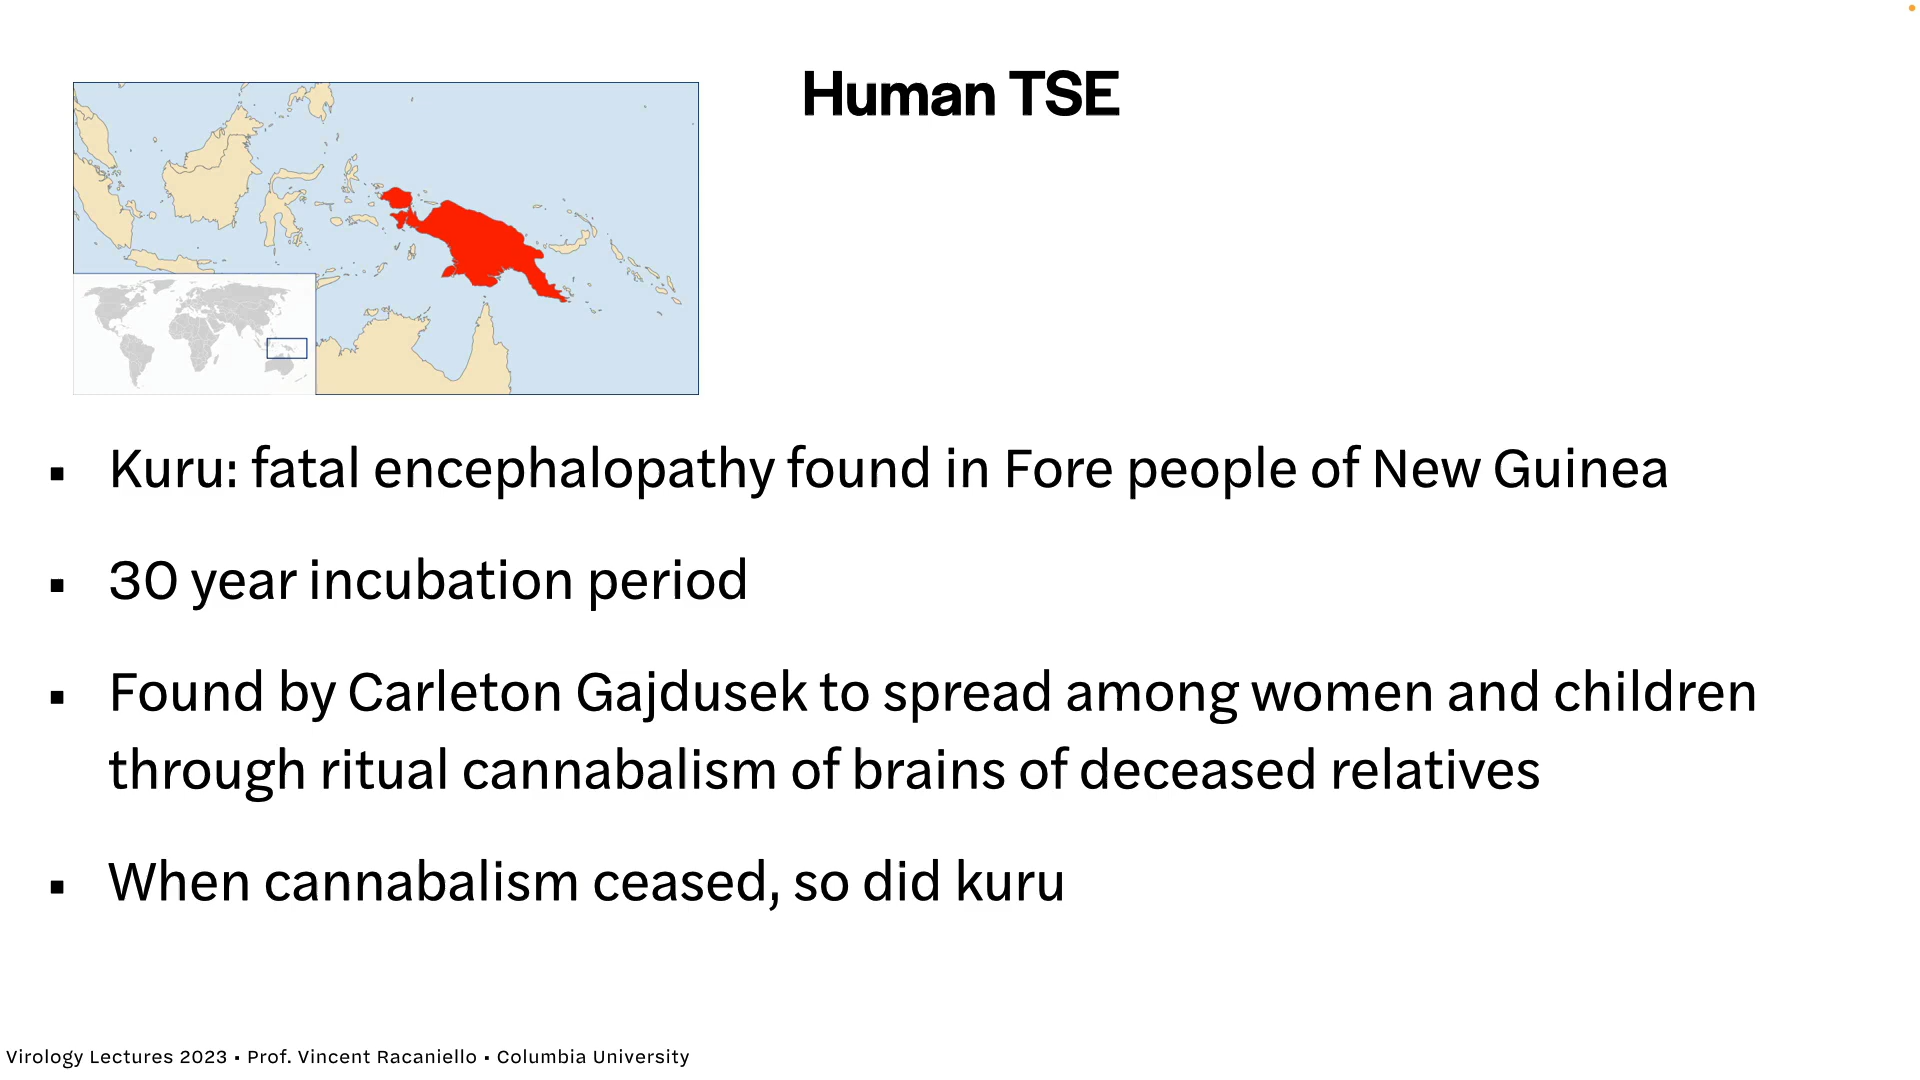 Human TSE
▪ Kuru: fatal encephalopathy found in Fore people of New Guinea
▪ 30 year incubation period
▪ Found by Carleton Gajdusek to spread among women and children
through ritual cannabalism of brains of deceased relatives
▪ When cannabalism ceased, so did kuru
Virology Lectures 2023 ▪ Prof. Vincent Racaniello ▪ Columbia University